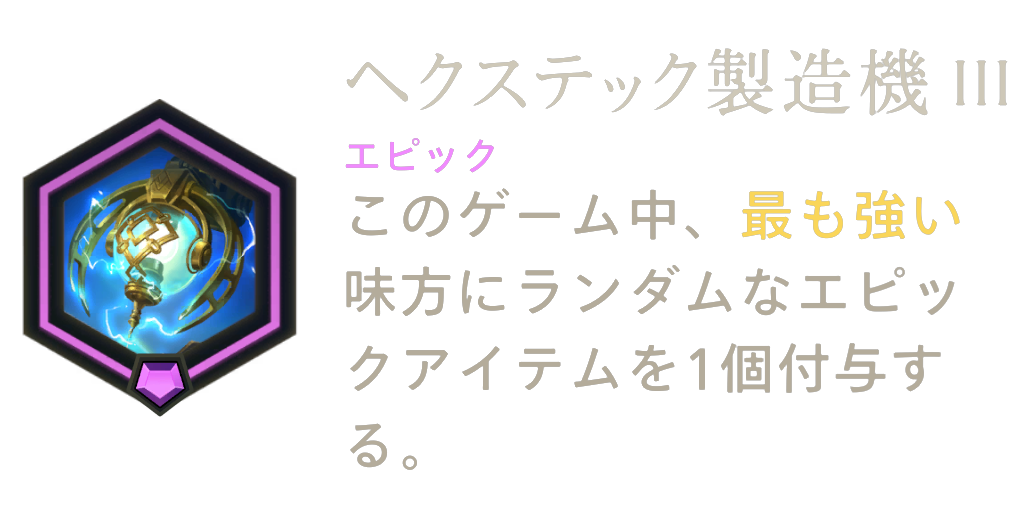 ヘクステック製造機 III
エピック
このゲーム中、最も強い
味方にランダムなエピッ
クアイテムを1個付与す
る。